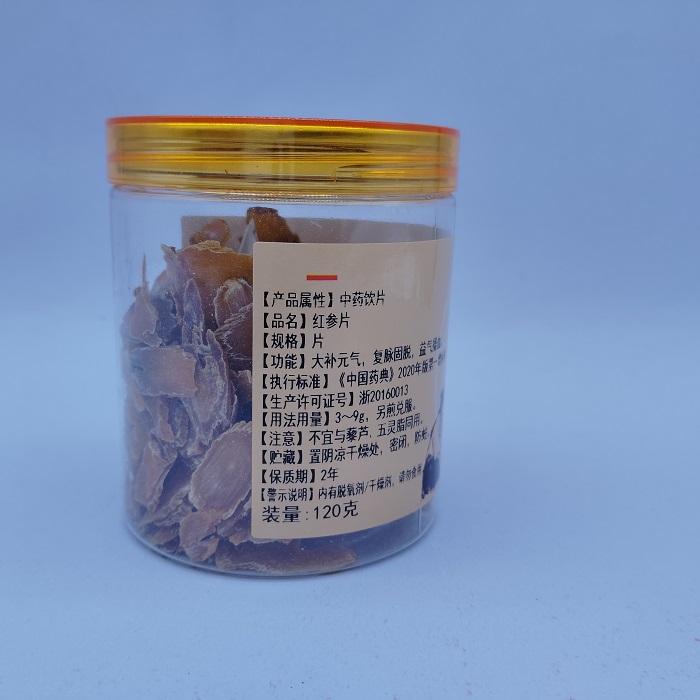 【产品属性】中药饮片
【品名】红参片
【规格】片
【功能】大补元气，复脉固脱，益气摄血
【执行标准】《中国药典》2020年版第一
【生产许可证号】浙20160013
【用法用量】3～9g，另煎兑服。
【注意】不宜与藜芦、五灵脂同用。
【贮藏】置阴凉干燥处，密闭，防蛀
【保质期】2年
【警示说明】内有脱氧剂/干燥剂，请勿食用
装量:120克